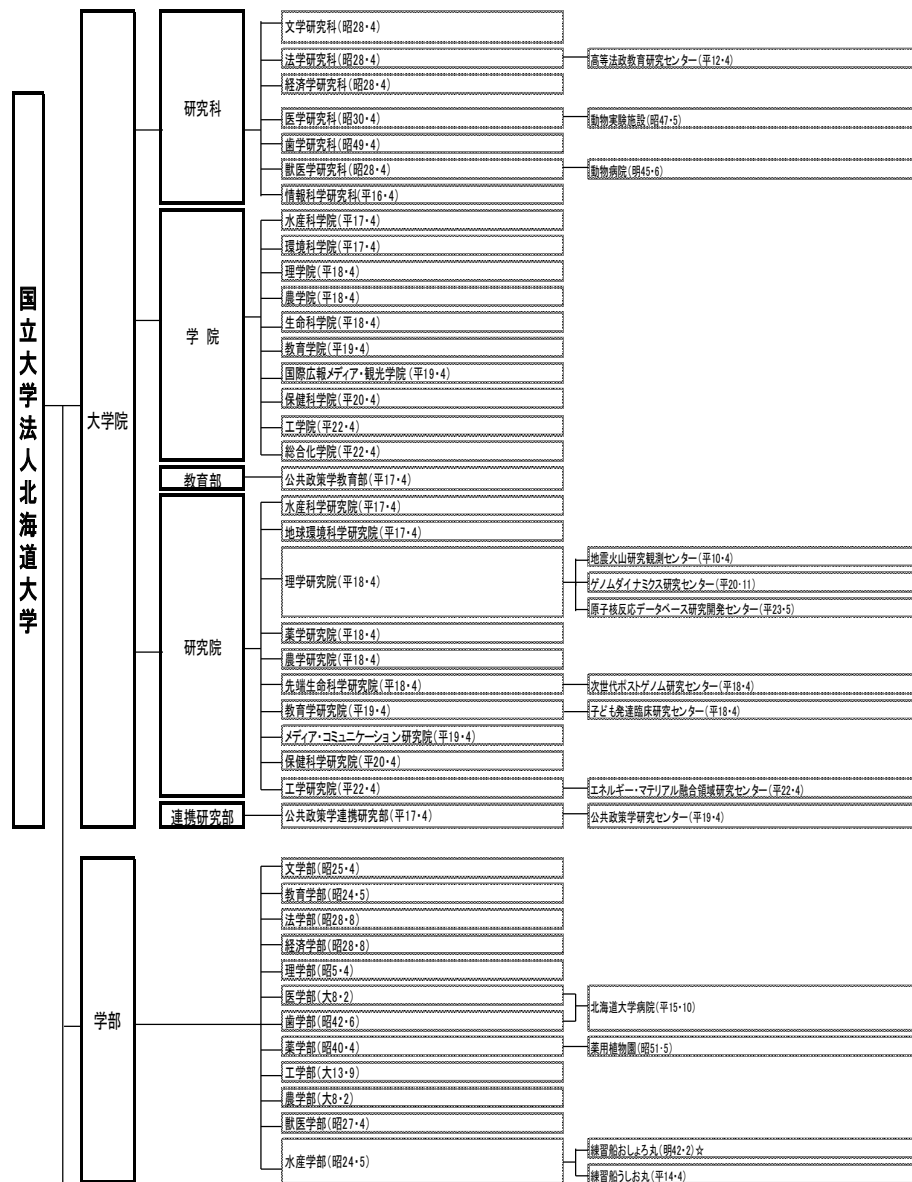 国立大学法人北海道大学
大学院
研究科
文学研究科(昭28・4)
法学研究科(昭28・4)
高等法政教育研究センター(平12・4)
経済学研究科(昭28・4)
医学研究科(昭30・4)
動物実験施設(昭47・5)
歯学研究科(昭49・4)
獣医学研究科(昭28・4)
動物病院(明45・6)
情報科学研究科(平16・4)
学 院
水産科学院(平17・4)
環境科学院(平17・4)
理学院(平18・4)
農学院(平18・4)
生命科学院(平18・4)
教育学院(平19・4)
国際広報メディア・観光学院(平19・4)
保健科学院(平20・4)
工学院(平22・4)
総合化学院(平22・4)
教育部
公共政策学教育部(平17・4)
研究院
水産科学研究院(平17・4)
地球環境科学研究院(平17・4)
理学研究院(平18・4)
地震火山研究観測センター(平10・4)
ゲノムダイナミクス研究センター(平20・11)
原子核反応データベース研究開発センター(平23・5)
薬学研究院(平18・4)
農学研究院(平18・4)
先端生命科学研究院(平18・4)
次世代ポストゲノム研究センター(平18・4)
教育学研究院(平19・4)
子ども発達臨床研究センター(平18・4)
メディア・コミュニケーション研究院(平19・4)
保健科学研究院(平20・4)
工学研究院(平22・4)
エネルギー・マテリアル融合領域研究センター(平22・4)
連携研究部
公共政策学連携研究部(平17・4)
公共政策学研究センター(平19・4)
学部
文学部(昭25・4)
教育学部(昭24・5)
法学部(昭28・8)
経済学部(昭28・8)
理学部(昭5・4)
医学部(大8・2)
歯学部(昭42・6)
北海道大学病院(平15・10)
薬学部(昭40・4)
薬用植物園(昭51・5)
工学部(大13・9)
農学部(大8・2)
獣医学部(昭27・4)
水産学部(昭24・5)
練習船おしょろ丸(明42・2)☆
練習船うしお丸(平14・4)